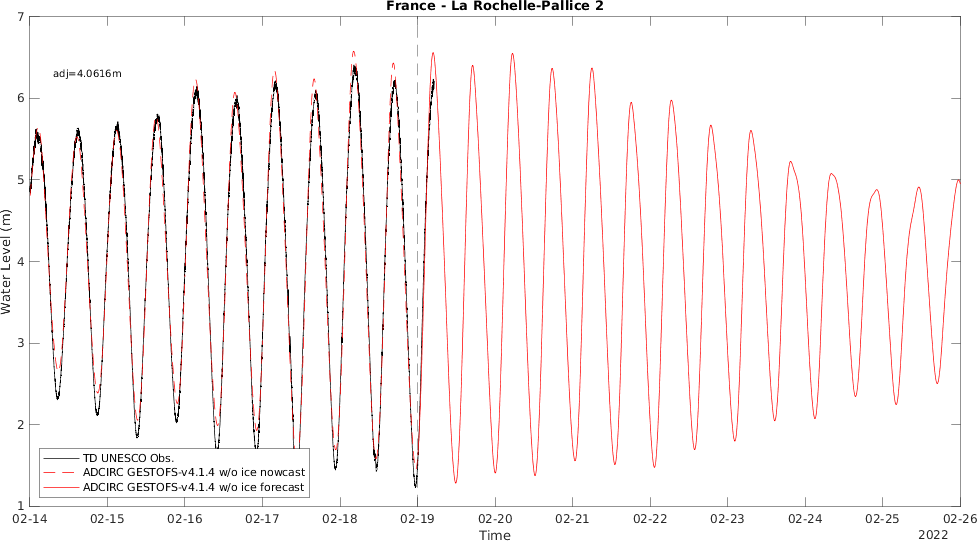 France - La Rochelle-Pallice 2
adj=4.0616m
7
6
5
4
3
2
1
Water Level (m)
TD UNESCO Obs.
ADCIRC GESTOFS-v4.1.4 w/o ice nowcast
ADCIRC GESTOFS-v4.1.4 w/o ice forecast
02-14 02-15 02-16 02-17 02-18 02-19 02-20 02-21 02-22 02-23 02-24 02-25 02-26
Time
2022